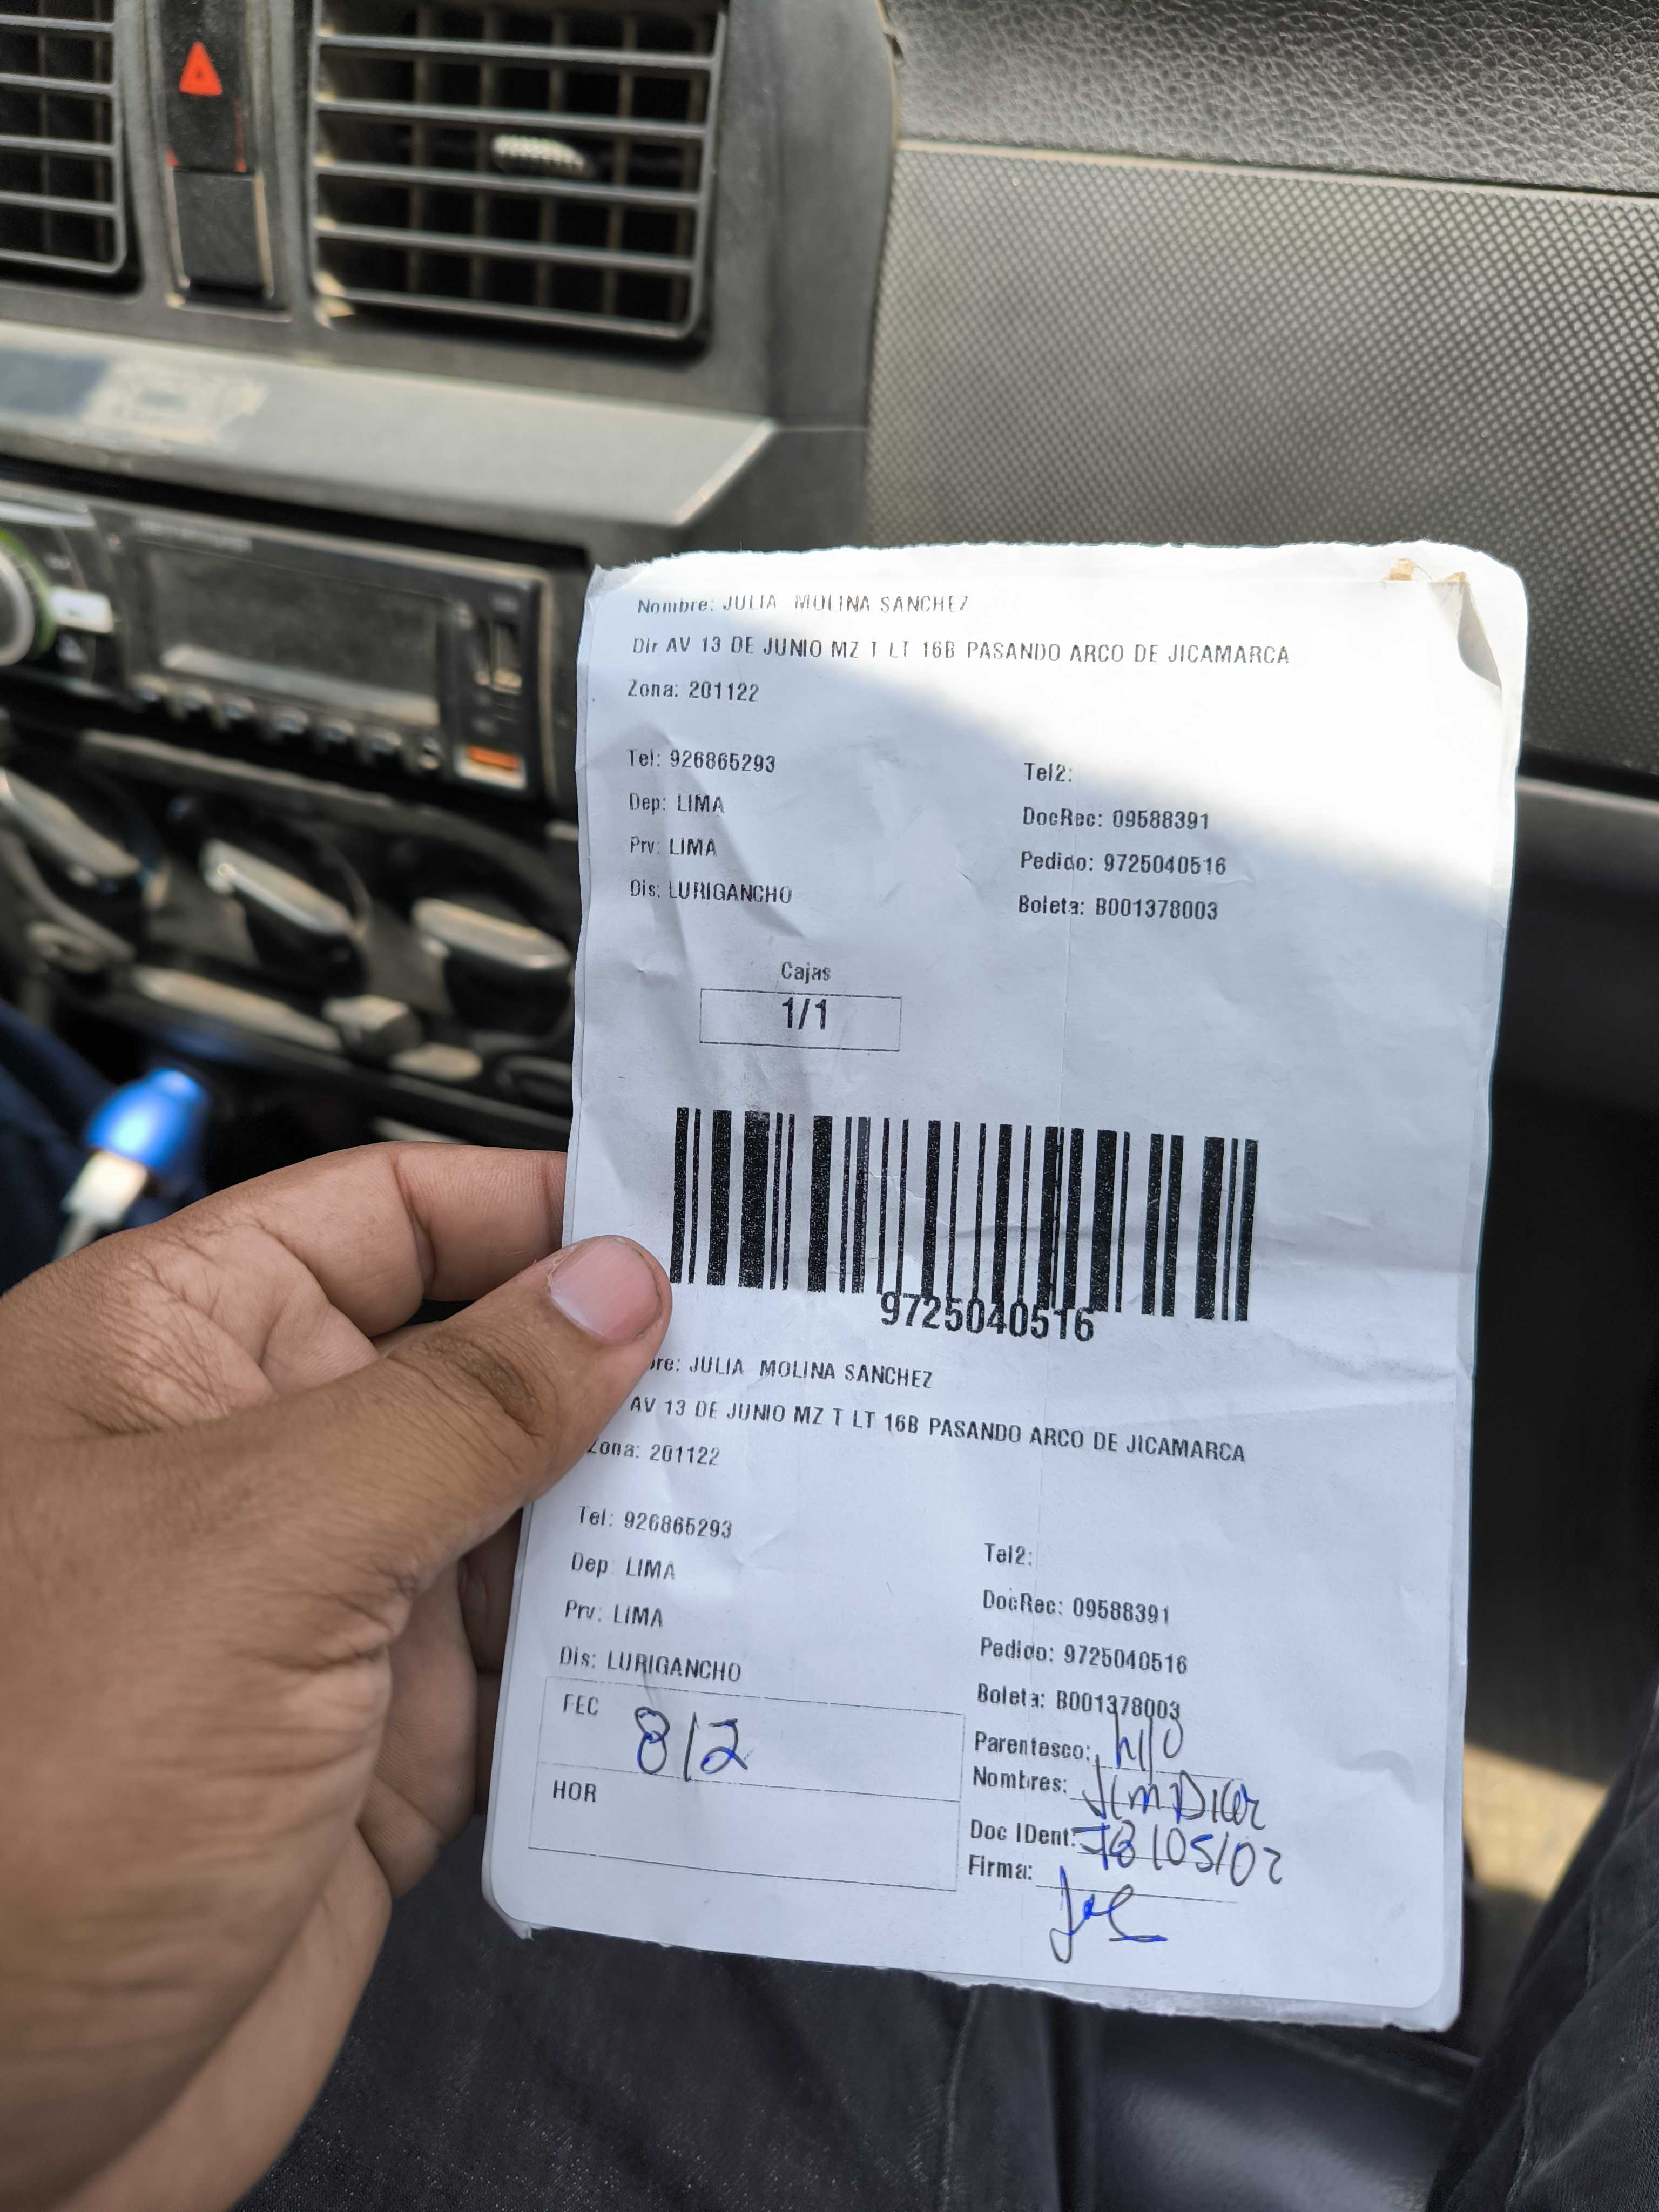 Nombre: JULIA MOLINA SANCHEZ
Dir AV 13 DE JUNIO MZ T LT 16B PASANDO ARCO DE JICAMARCA
Zona: 201122
Tel: 926865293 Tel2:
Dep: LIMA DocRec: 09588391
Prv: LIMA Pedido: 9725040516
Dis: LURIGANCHO Boleta: B001378003
Cajas
1/1
9725040516
bre: JULIA MOLINA SANCHEZ
AV 13 DE JUNIO MZ T LT 16B PASANDO ARCO DE JICAMARCA
Zona: 201122
Tel: 926865293 Tel2:
Dep: LIMA DocRec: 09588391
Prv: LIMA Pedido: 9725040516
Dis: LURIGANCHO Boleta: B001378003
FEC 8/2 Parentesco: hijo
Nombres:
HOR Doc IDent:
Firma: